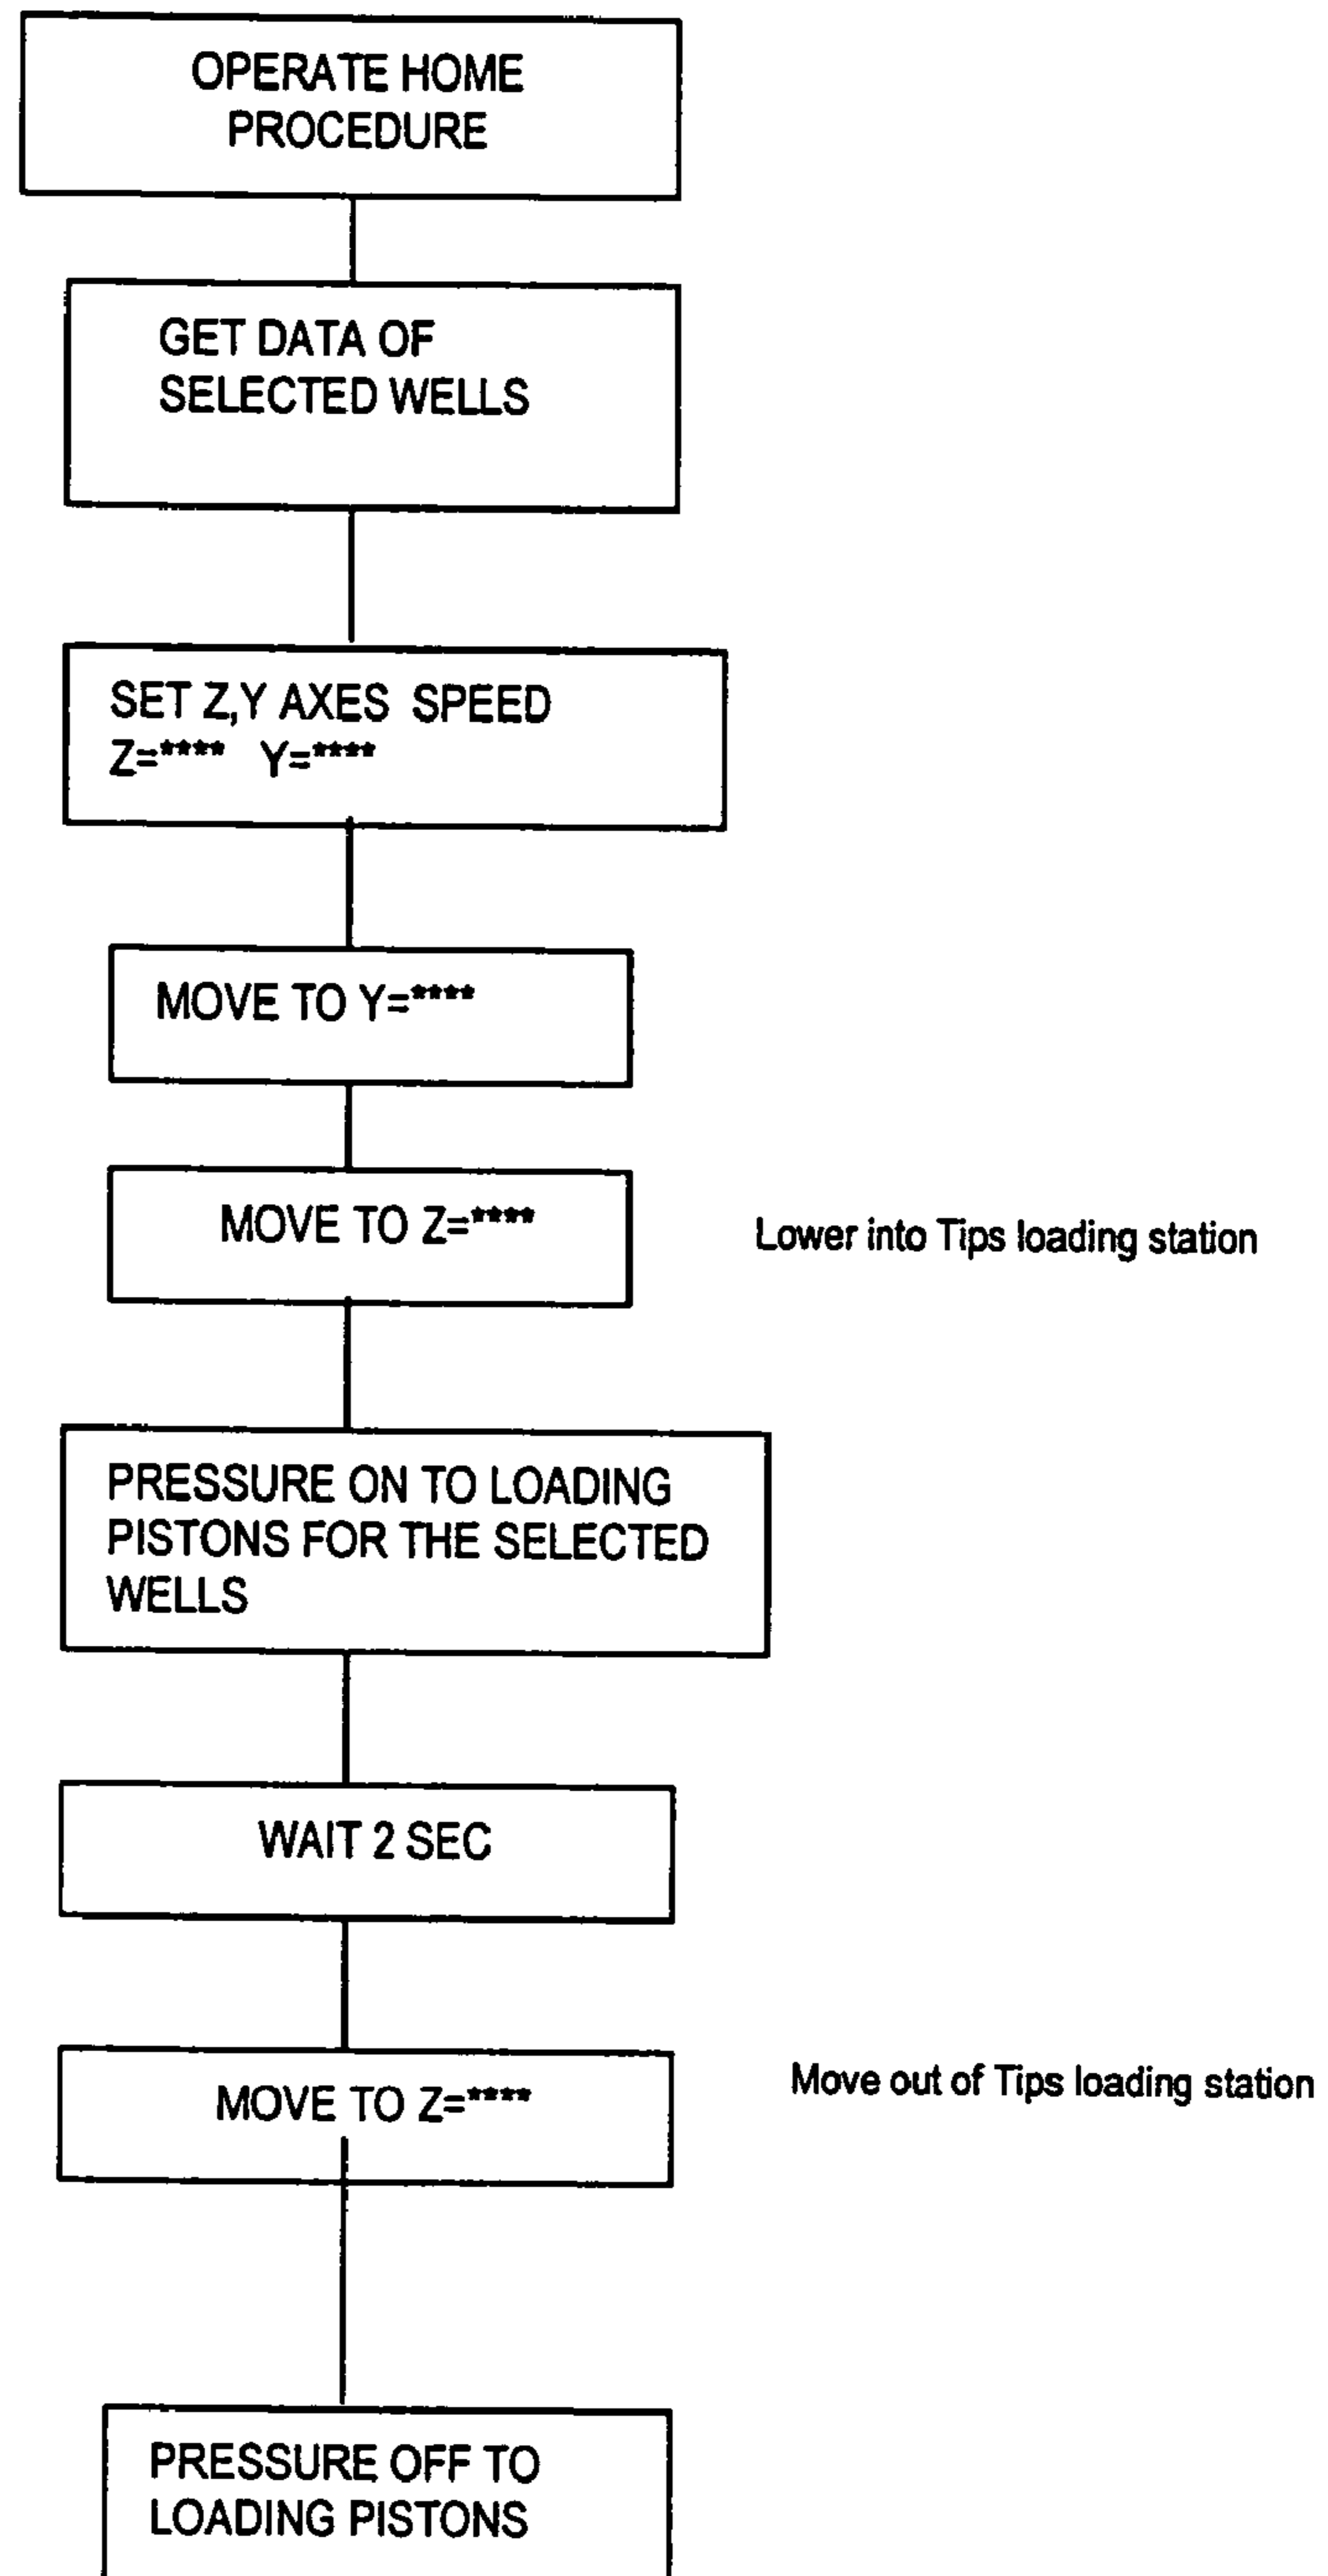 OPERATE HOME
PROCEDURE
GET DATA OF
SELECTED WELLS
SET Z,Y AXES SPEED
Z=**** Y=****
MOVE TO Y=****
MOVE TO Z=****
Lower into Tips loading station
PRESSURE ON TO LOADING
PISTONS FOR THE SELECTED
WELLS
WAIT 2 SEC
MOVE TO Z=****
Move out of Tips loading station
PRESSURE OFF TO
LOADING PISTONS